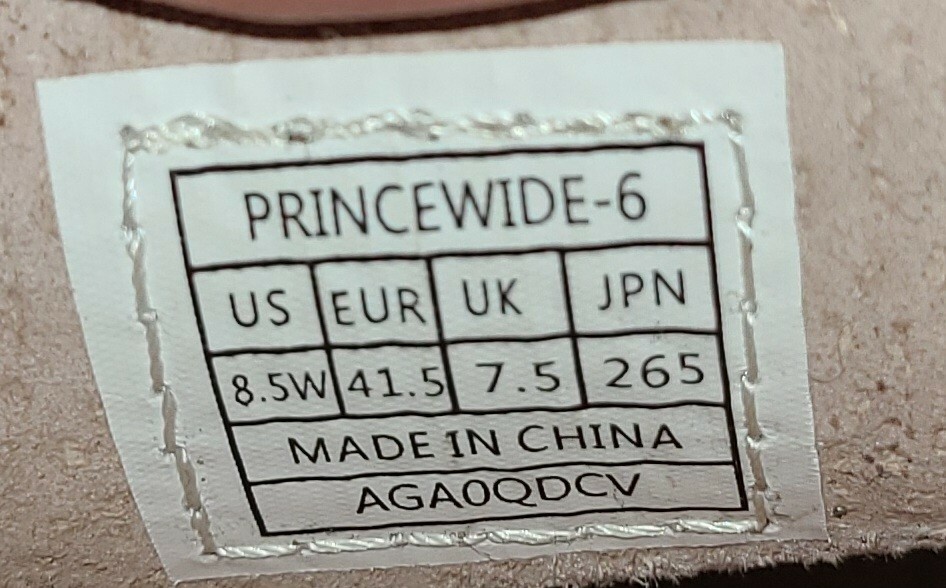 PRINCEWIDE-6
US EUR UK JPN
8.5W 41.5 7.5 265
MADE IN CHINA
AGA0QDCV